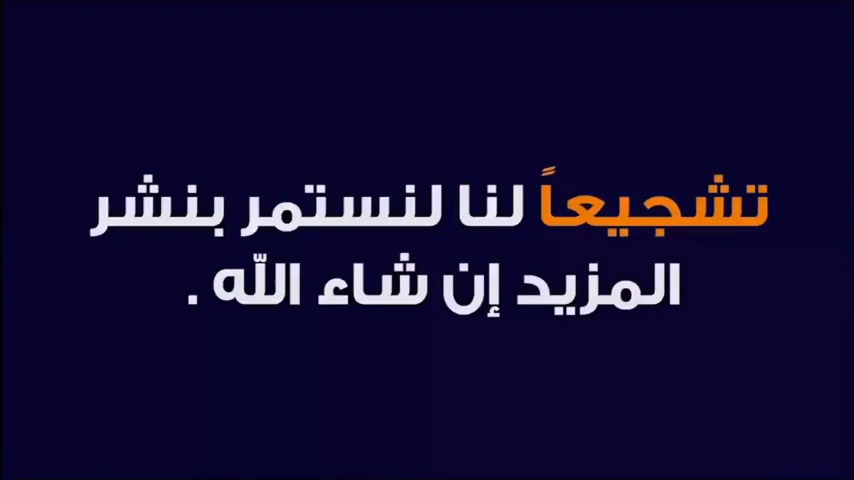 تشجيعاً لنا لنستمر بنشر
المزيد إن شاء الله .